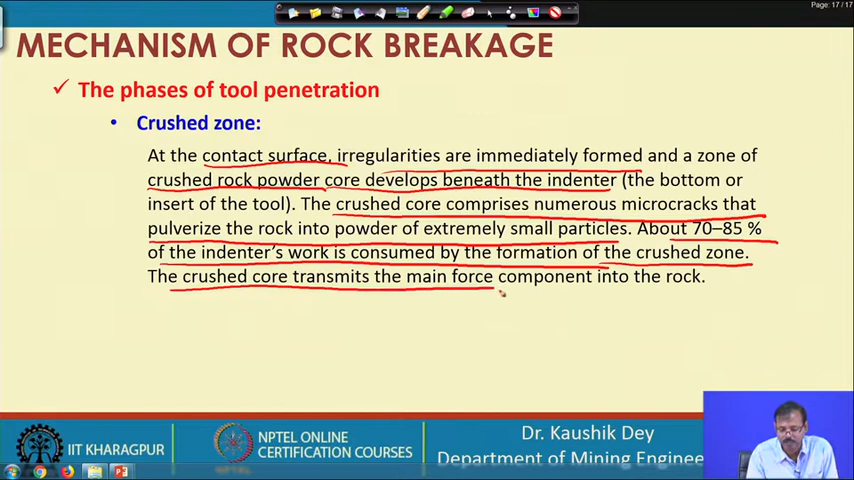 Page: 17 / 17
MECHANISM OF ROCK BREAKAGE
✓ The phases of tool penetration
• Crushed zone:
At the contact surface, irregularities are immediately formed and a zone of
crushed rock powder core develops beneath the indenter (the bottom or
insert of the tool). The crushed core comprises numerous microcracks that
pulverize the rock into powder of extremely small particles. About 70–85 %
of the indenter's work is consumed by the formation of the crushed zone.
The crushed core transmits the main force component into the rock.
IIT KHARAGPUR
NPTEL ONLINE
CERTIFICATION COURSES
Dr. Kaushik Dey
Department of Mining Enginee